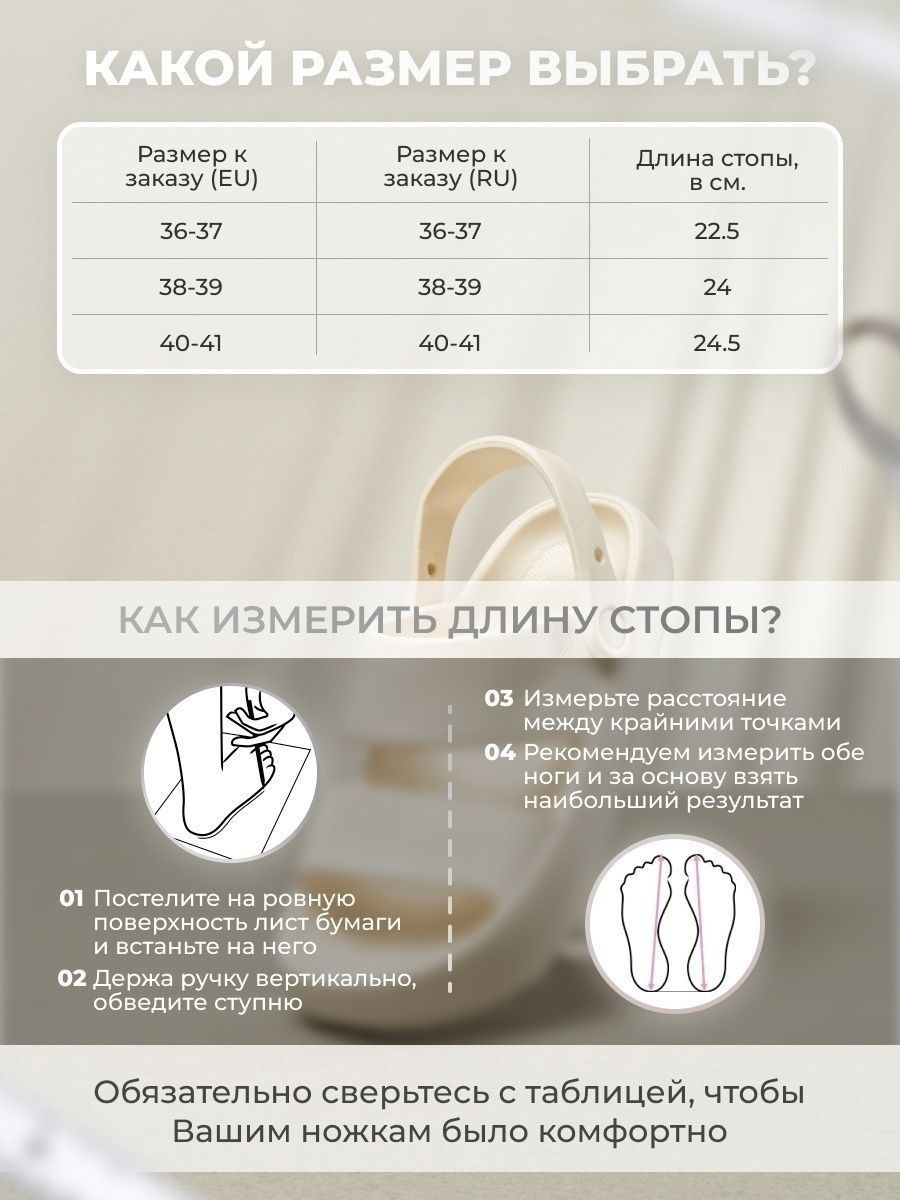 КАКОЙ РАЗМЕР ВЫБРАТЬ?
Размер к заказу (EU) Размер к заказу (RU) Длина стопы, в см.
36-37 36-37 22.5
38-39 38-39 24
40-41 40-41 24.5
КАК ИЗМЕРИТЬ ДЛИНУ СТОПЫ?
01 Постелите на ровную
поверхность лист бумаги
и встаньте на него
02 Держа ручку вертикально,
обведите ступню
03 Измерьте расстояние
между крайними точками
04 Рекомендуем измерить обе
ноги и за основу взять
наибольший результат
Обязательно сверьтесь с таблицей, чтобы
Вашим ножкам было комфортно